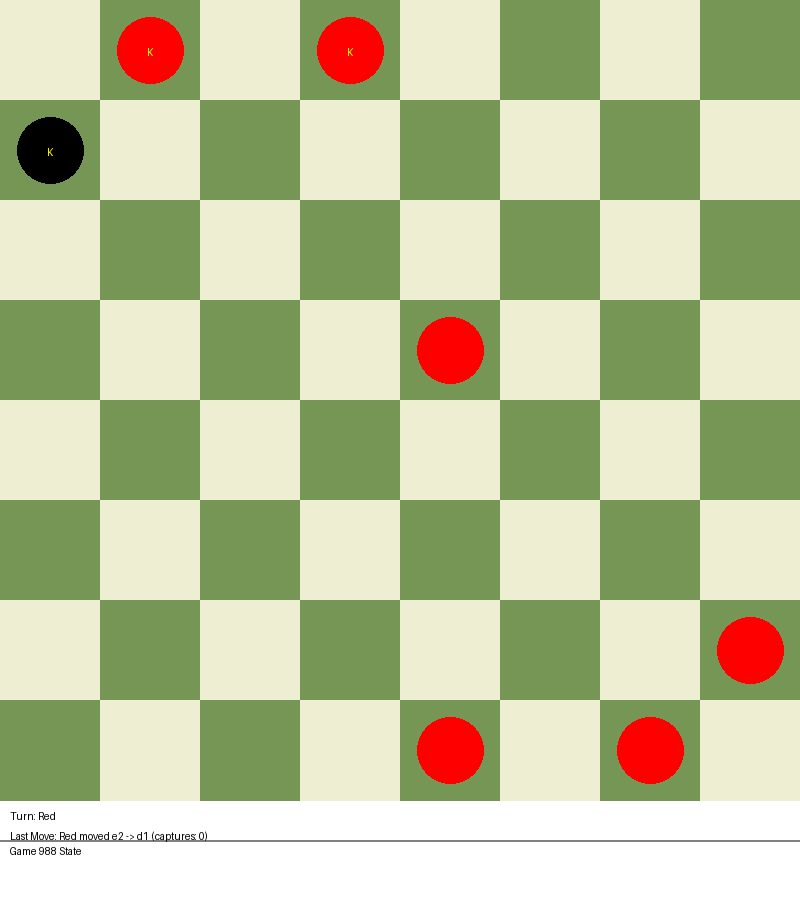 K K
K
Turn: Red
Last Move: Red moved e2 -> d1 (captures: 0)
Game 988 State